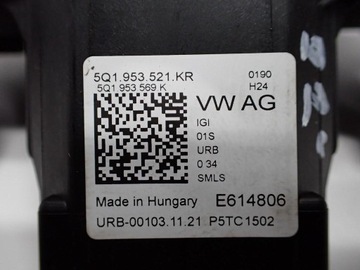 5Q1.953.521.KR 0190
5Q1 953 569 K H24
VW AG
IGI
01S
URB
0 34
SMLS
Made in Hungary E614806
URB-00103.11.21 P5TC1502